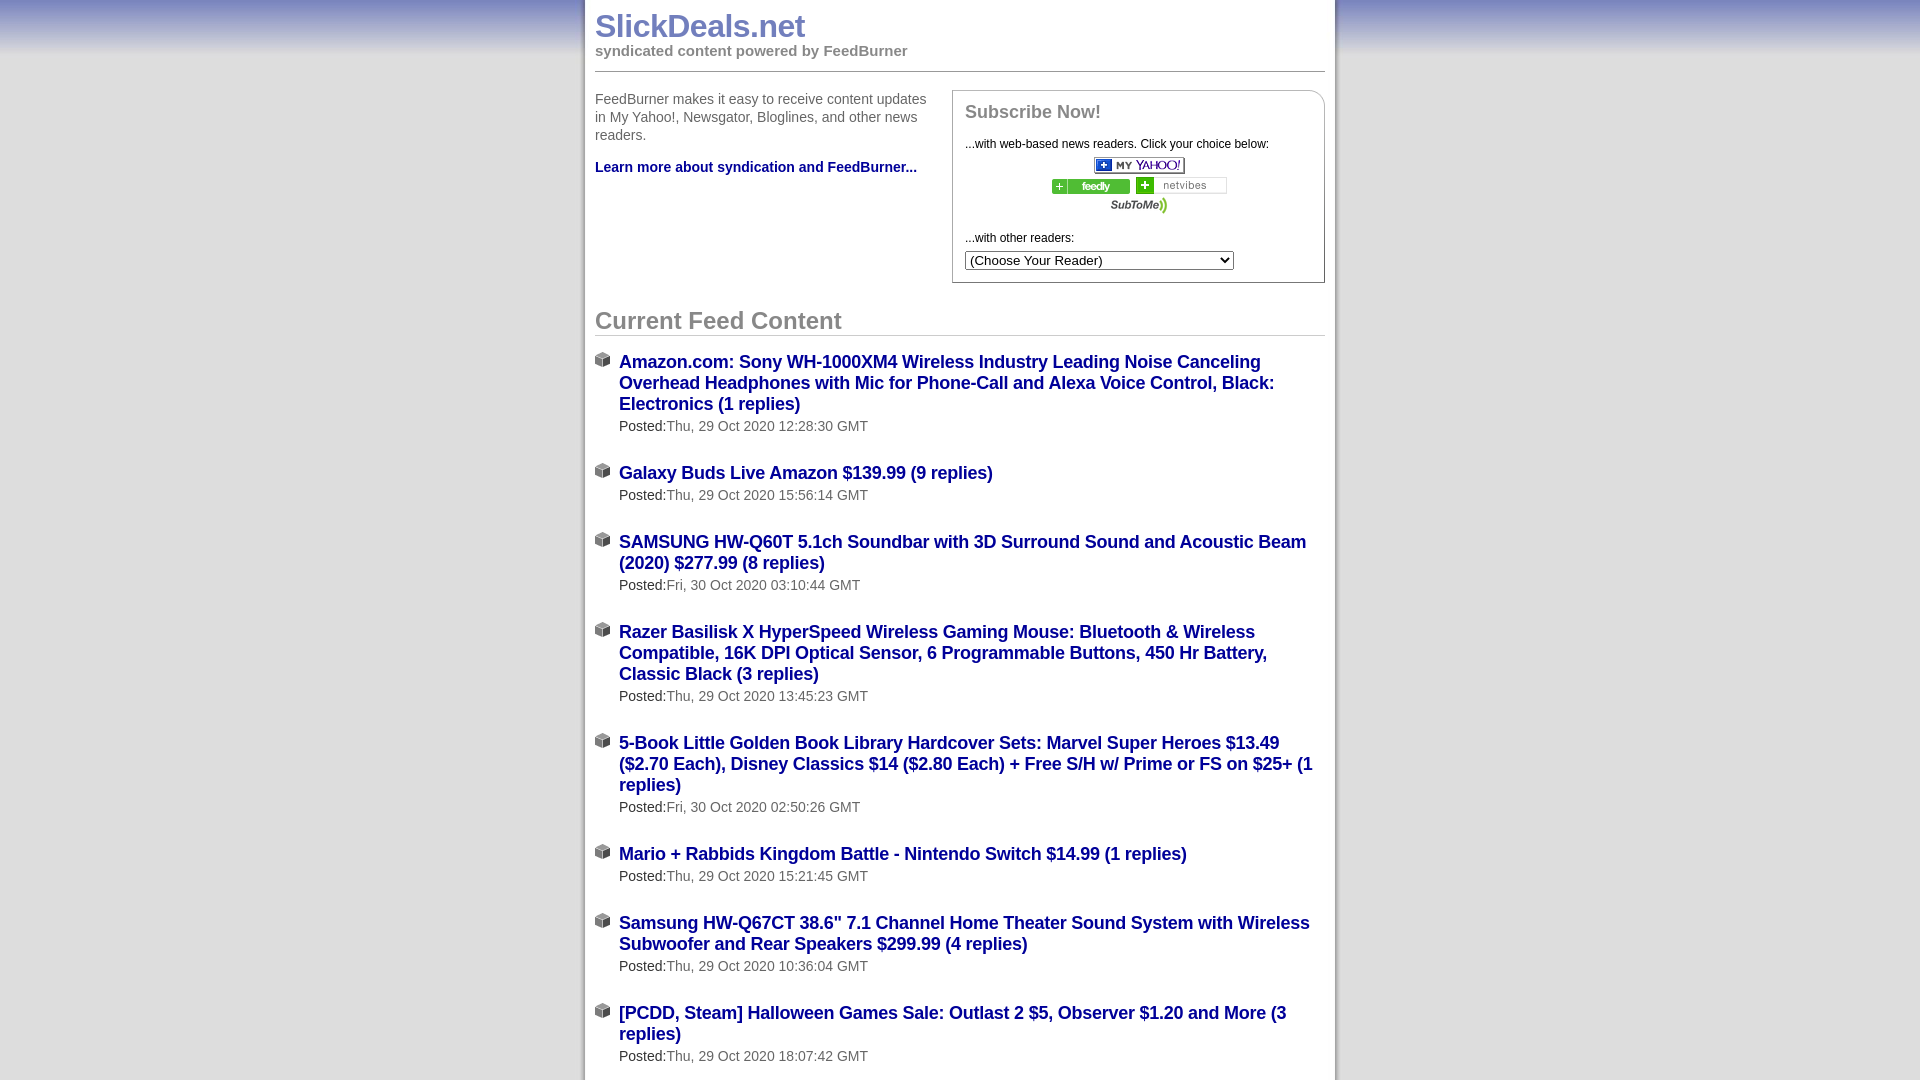 SlickDeals.net
syndicated content powered by FeedBurner
FeedBurner makes it easy to receive content updates
in My Yahoo!, Newsgator, Bloglines, and other news
readers.
Learn more about syndication and FeedBurner...
Subscribe Now!
...with web-based news readers. Click your choice below:
MY YAHOO!
feedly
netvibes
SubToMe
...with other readers:
(Choose Your Reader)
Current Feed Content
Amazon.com: Sony WH-1000XM4 Wireless Industry Leading Noise Canceling
Overhead Headphones with Mic for Phone-Call and Alexa Voice Control, Black:
Electronics (1 replies)
Posted:Thu, 29 Oct 2020 12:28:30 GMT
Galaxy Buds Live Amazon $139.99 (9 replies)
Posted:Thu, 29 Oct 2020 15:56:14 GMT
SAMSUNG HW-Q60T 5.1ch Soundbar with 3D Surround Sound and Acoustic Beam
(2020) $277.99 (8 replies)
Posted:Fri, 30 Oct 2020 03:10:44 GMT
Razer Basilisk X HyperSpeed Wireless Gaming Mouse: Bluetooth & Wireless
Compatible, 16K DPI Optical Sensor, 6 Programmable Buttons, 450 Hr Battery,
Classic Black (3 replies)
Posted:Thu, 29 Oct 2020 13:45:23 GMT
5-Book Little Golden Book Library Hardcover Sets: Marvel Super Heroes $13.49
($2.70 Each), Disney Classics $14 ($2.80 Each) + Free S/H w/ Prime or FS on $25+ (1
replies)
Posted:Fri, 30 Oct 2020 02:50:26 GMT
Mario + Rabbids Kingdom Battle - Nintendo Switch $14.99 (1 replies)
Posted:Thu, 29 Oct 2020 15:21:45 GMT
Samsung HW-Q67CT 38.6" 7.1 Channel Home Theater Sound System with Wireless
Subwoofer and Rear Speakers $299.99 (4 replies)
Posted:Thu, 29 Oct 2020 10:36:04 GMT
[PCDD, Steam] Halloween Games Sale: Outlast 2 $5, Observer $1.20 and More (3
replies)
Posted:Thu, 29 Oct 2020 18:07:42 GMT